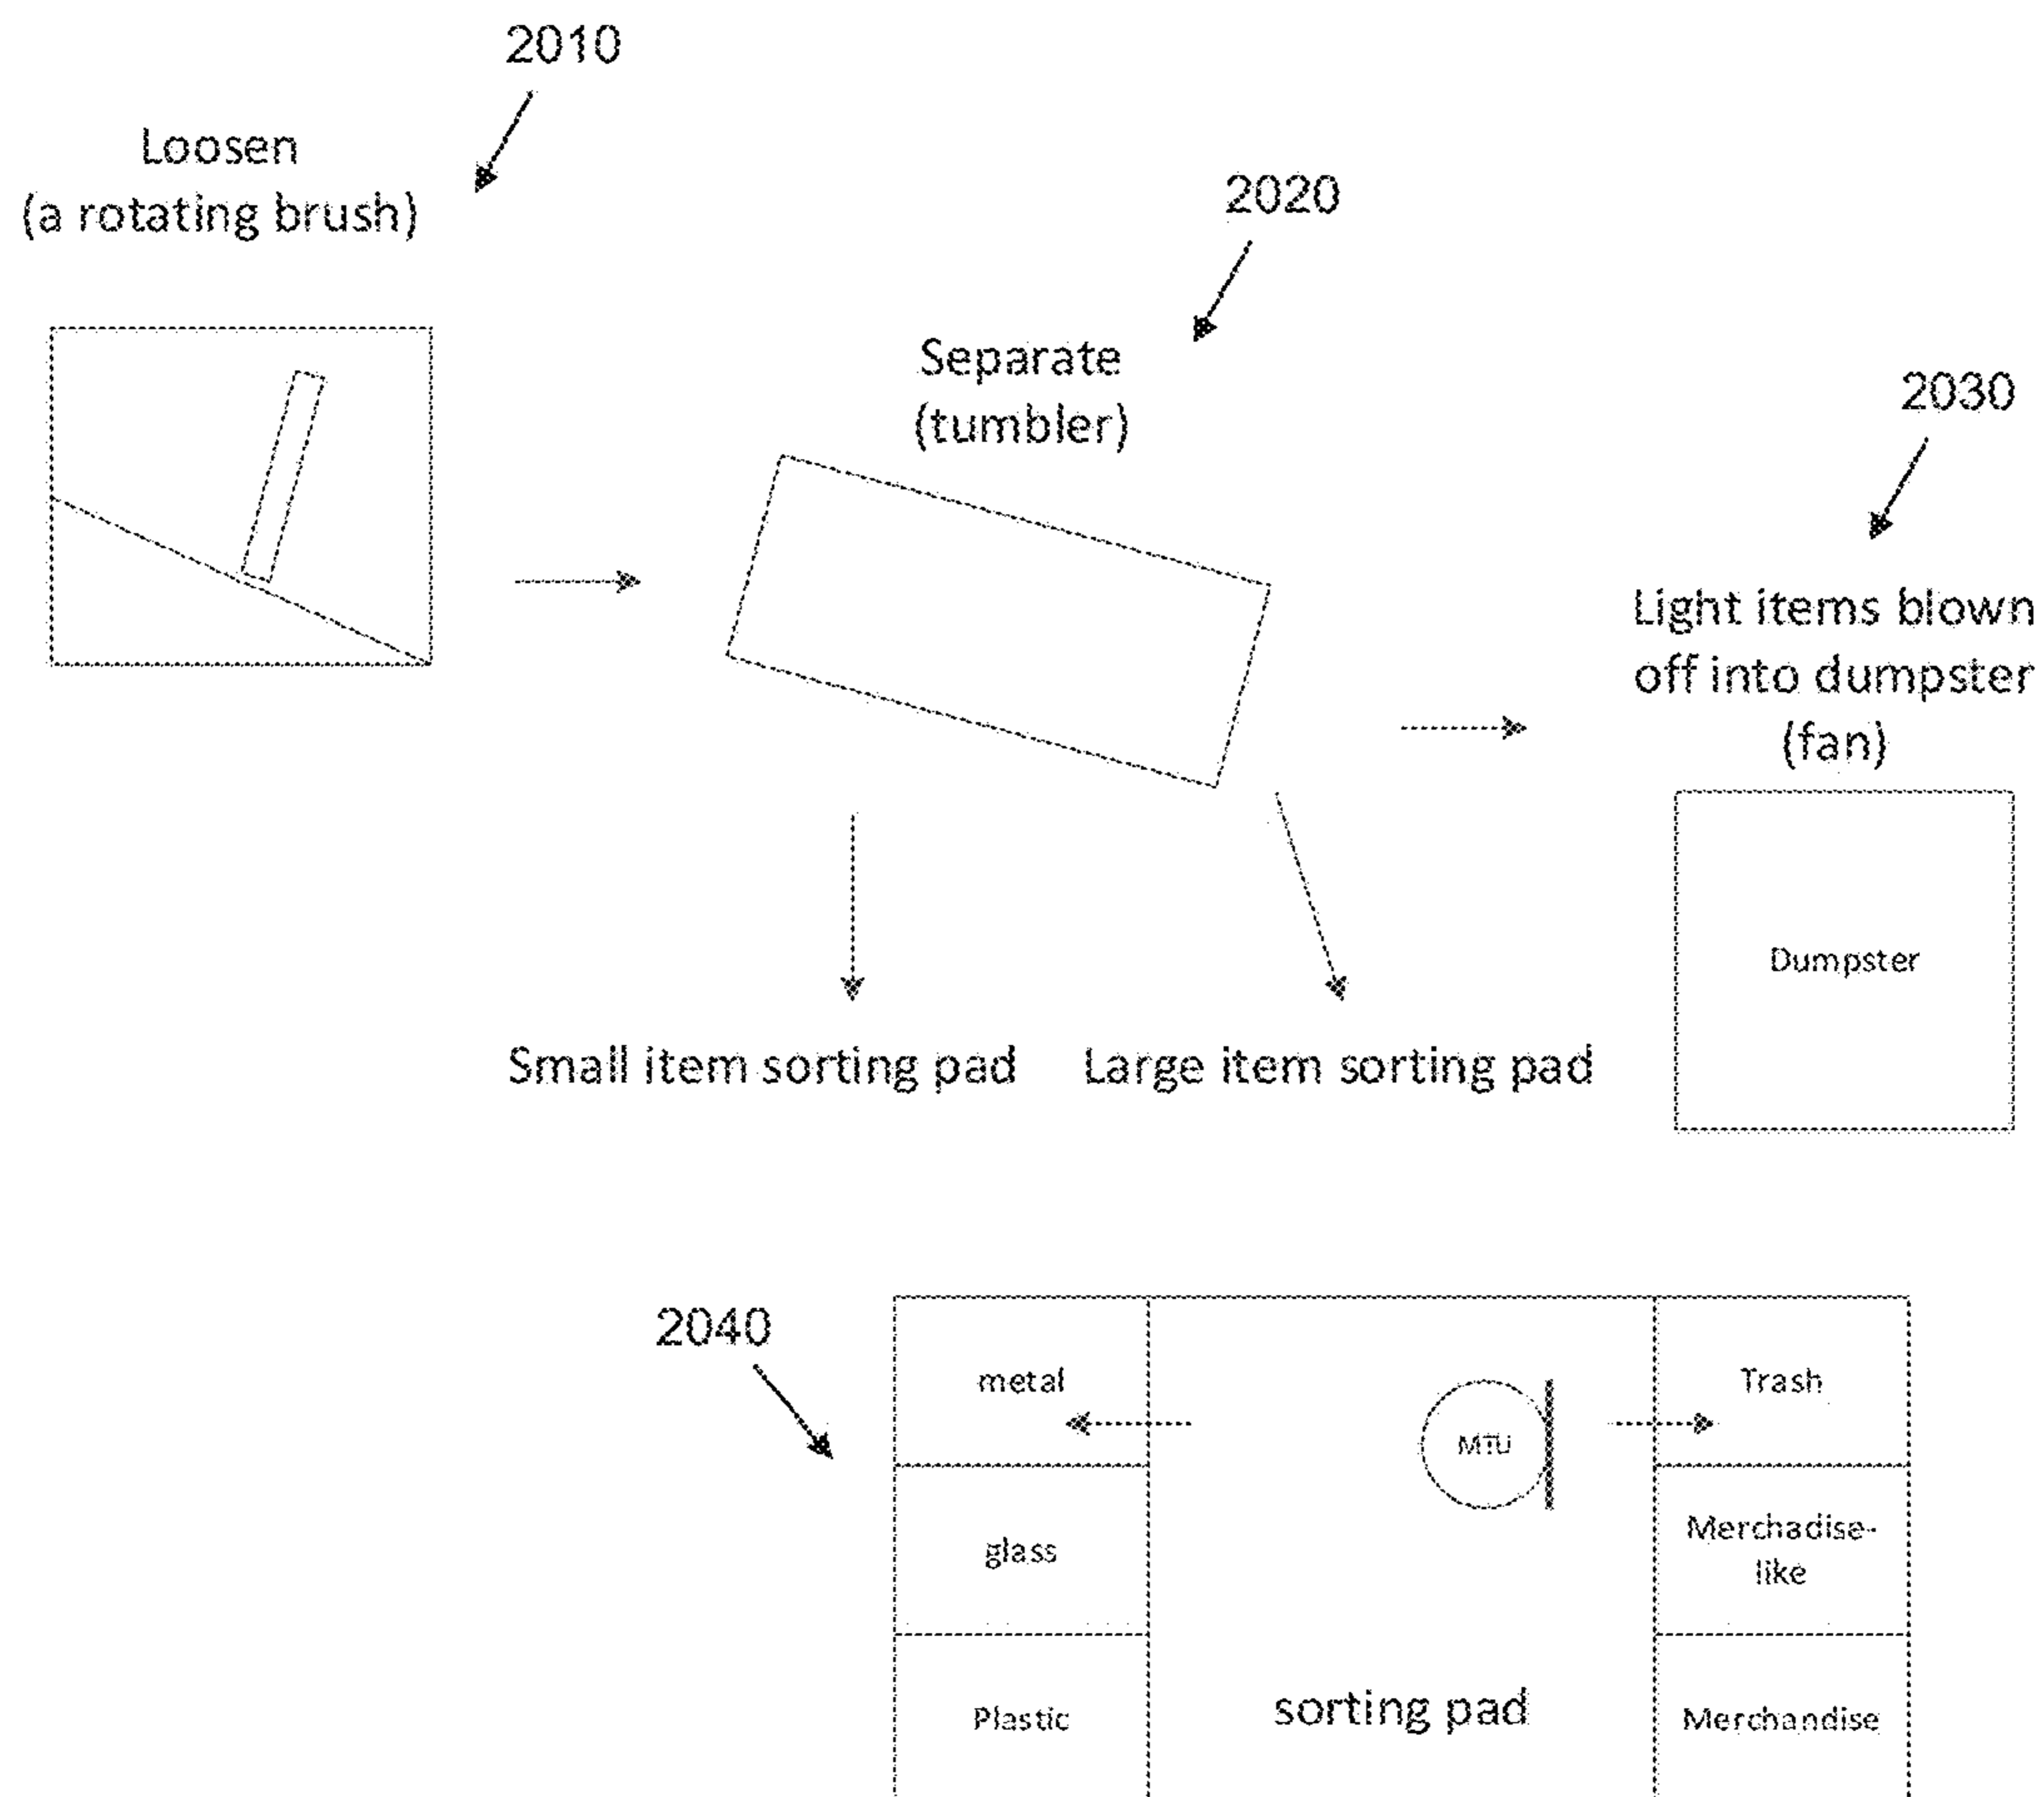 2010
Loosen
(a rotating brush)
2020
Separate
(tumbler)
2030
Light items blown
off into dumpster
(fan)
Dumpster
Small item sorting pad
Large item sorting pad
2040
metal
MTU
Trash
glass
Merchadise-
like
Plastic
sorting pad
Merchandise